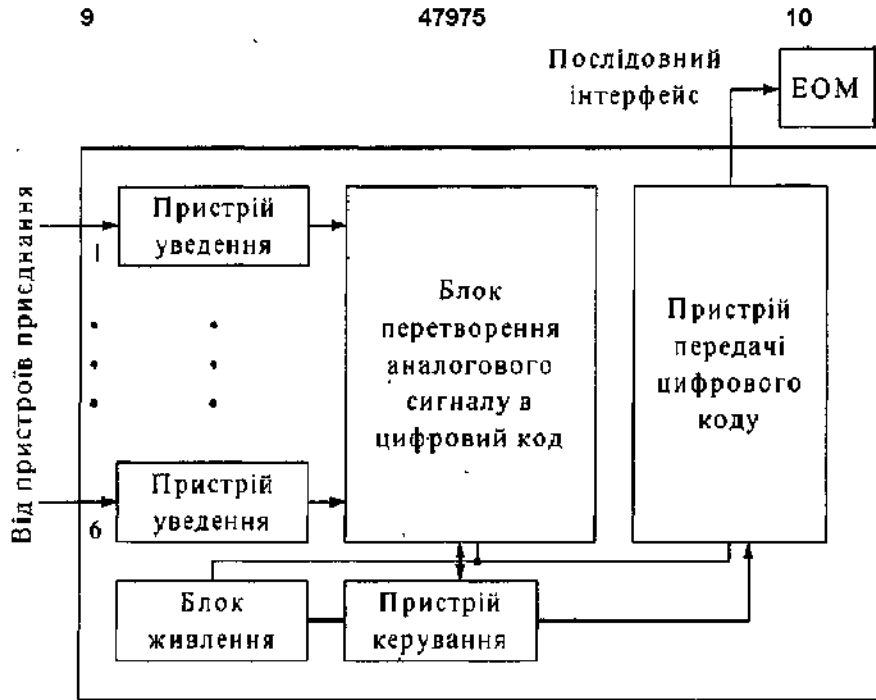 9 47975 10
Послідовний
інтерфейс
ЕОМ
Від пристроїв приєднання
1
Пристрій
уведення
Блок
перетворення
аналогового
сигналу в
цифровий код
Пристрій
передачі
цифрового
коду
6
Пристрій
уведення
Блок
живлення
Пристрій
керування